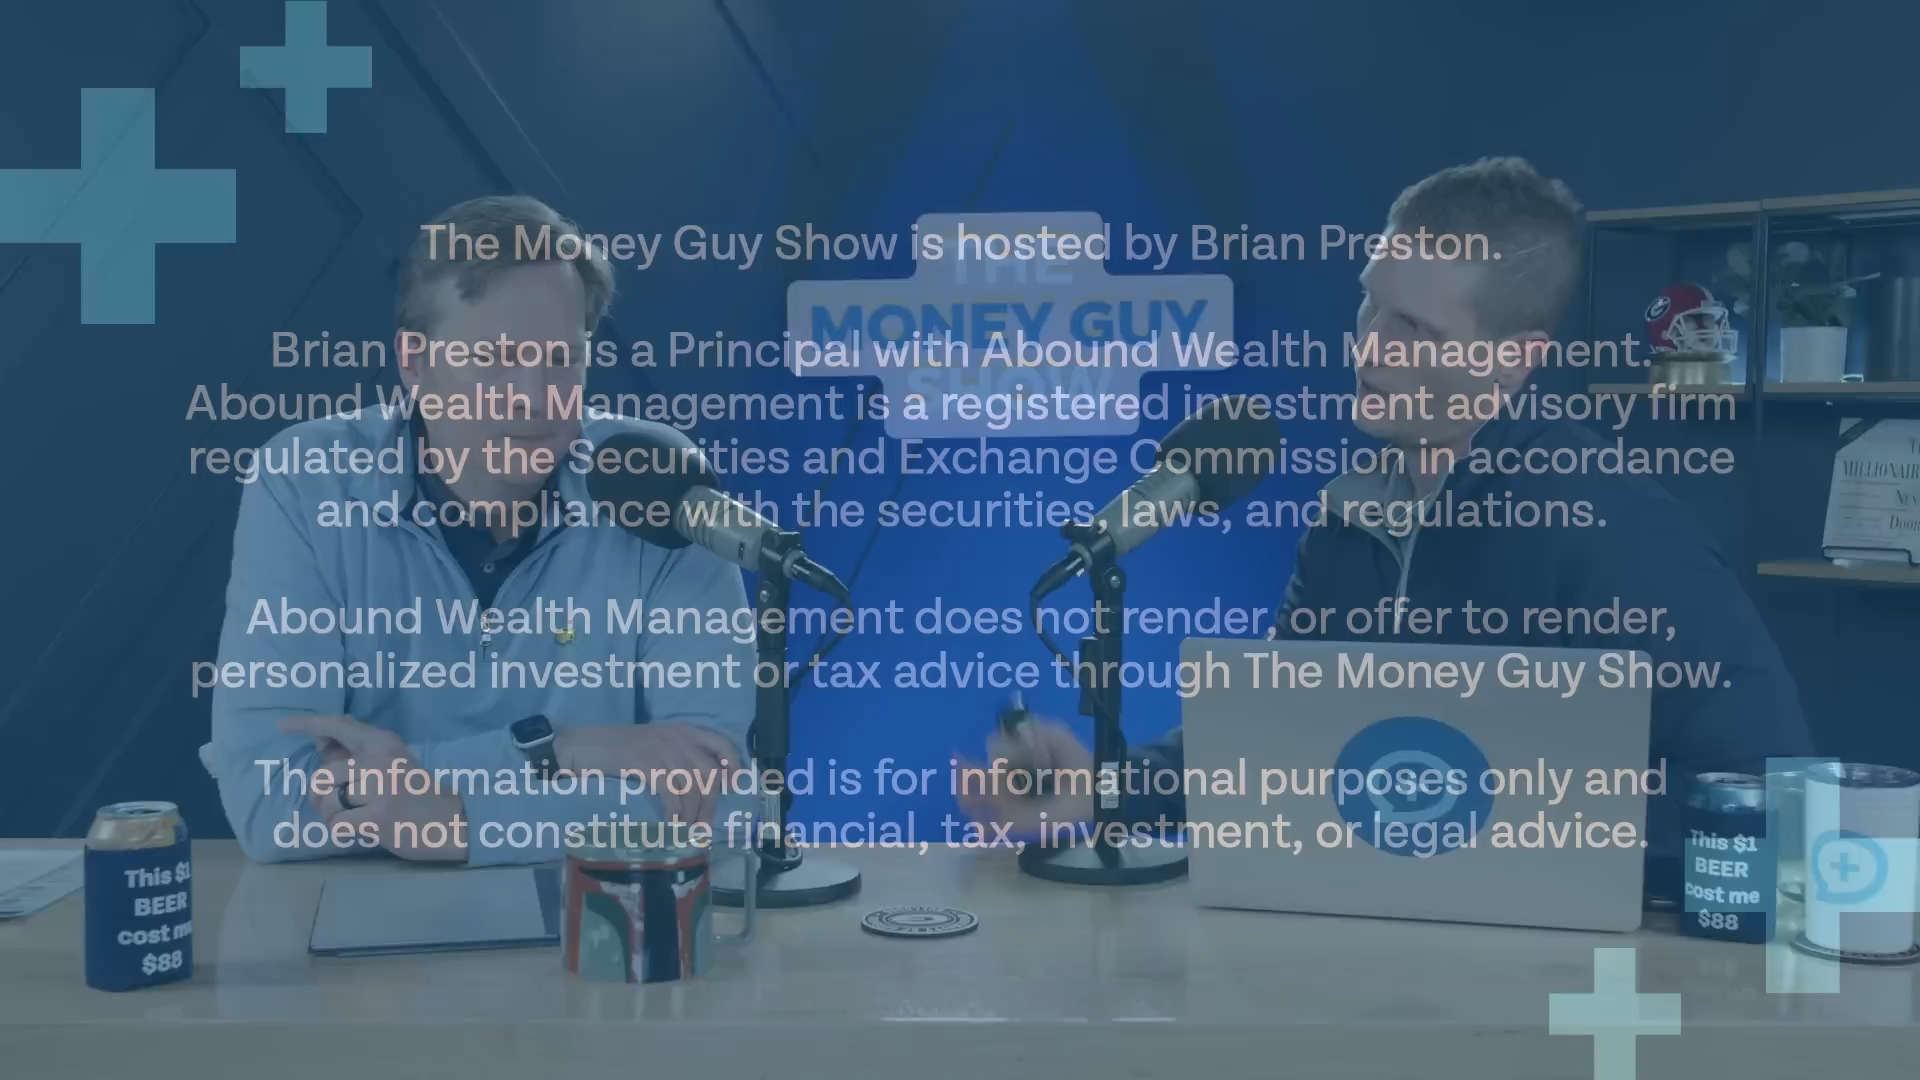 The Money Guy Show is hosted by Brian Preston.
THE
MONEY GUY
SHOW
Brian Preston is a Principal with Abound Wealth Management.
Abound Wealth Management is a registered investment advisory firm
regulated by the Securities and Exchange Commission in accordance
and compliance with the securities, laws, and regulations.
Abound Wealth Management does not render, or offer to render,
personalized investment or tax advice through The Money Guy Show.
The information provided is for informational purposes only and
does not constitute financial, tax, investment, or legal advice.
MILLIONAIR
Door
This $1
BEER
cost me
$88
This $1
BEER
cost me
$88